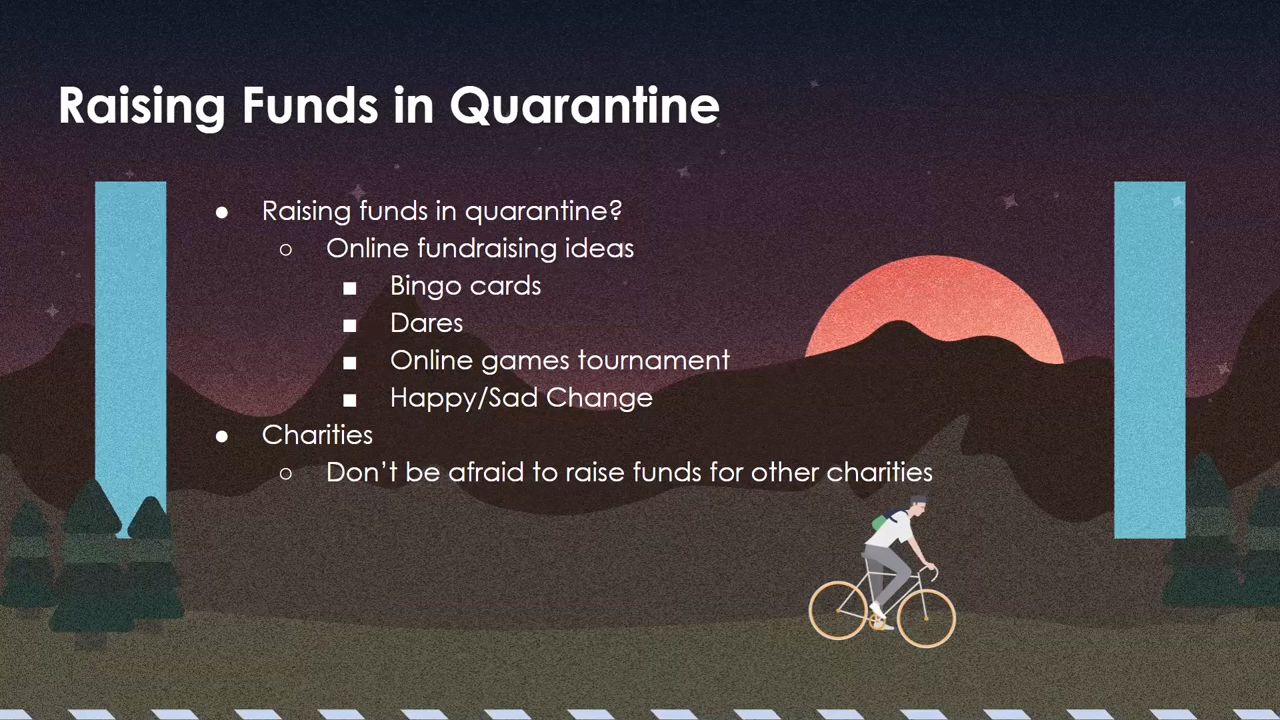 Raising Funds in Quarantine
● Raising funds in quarantine?
○ Online fundraising ideas
■ Bingo cards
■ Dares
■ Online games tournament
■ Happy/Sad Change
● Charities
○ Don’t be afraid to raise funds for other charities